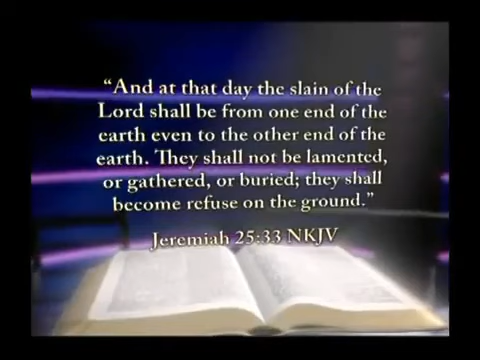 “And at that day the slain of the
Lord shall be from one end of the
earth even to the other end of the
earth. They shall not be lamented,
or gathered, or buried; they shall
become refuse on the ground.”
Jeremiah 25:33 NKJV